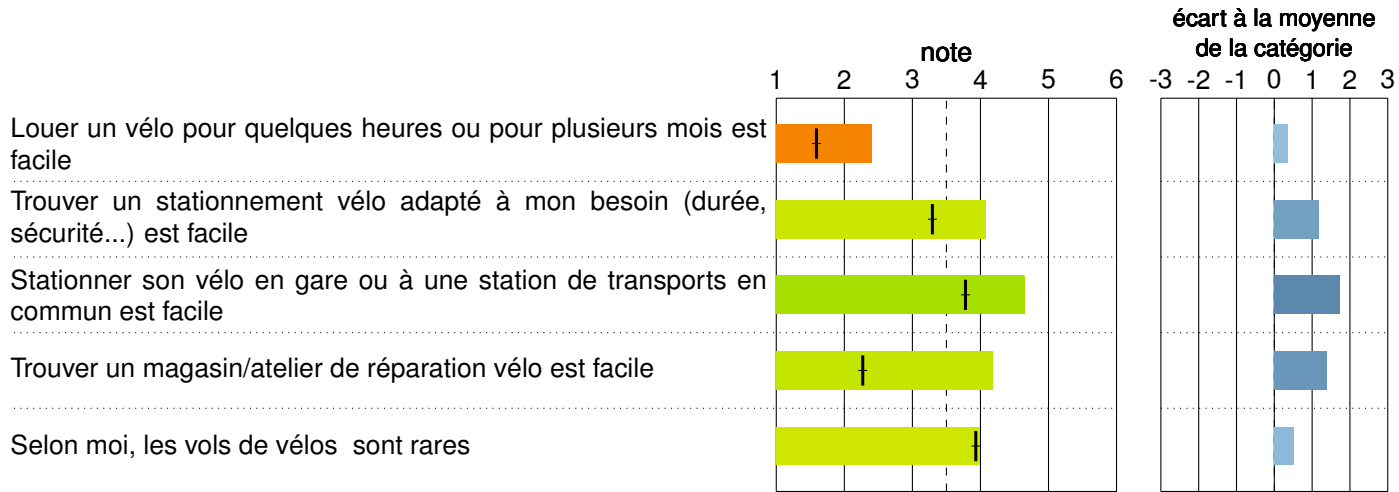 écart à la moyenne
note de la catégorie
1 2 3 4 5 6 -3 -2 -1 0 1 2 3
Louer un vélo pour quelques heures ou pour plusieurs mois est
facile
Trouver un stationnement vélo adapté à mon besoin (durée,
sécurité...) est facile
Stationner son vélo en gare ou à une station de transports en
commun est facile
Trouver un magasin/atelier de réparation vélo est facile
Selon moi, les vols de vélos  sont rares